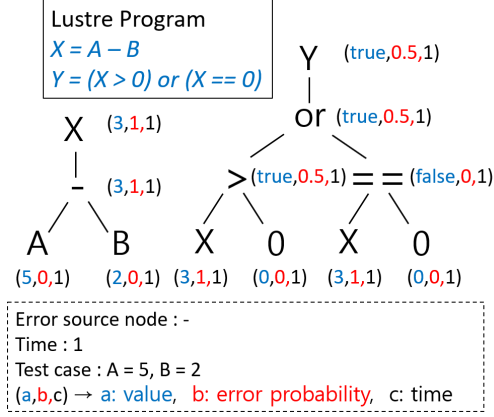 Lustre Program
X = A – B
Y = (X > 0) or (X == 0)
Y (true,0.5,1)
or (true,0.5,1)
X (3,1,1)
- (3,1,1)
> (true,0.5,1) == (false,0,1)
A B X 0 X 0
(5,0,1) (2,0,1) (3,1,1) (0,0,1) (3,1,1) (0,0,1)
Error source node : -
Time : 1
Test case : A = 5, B = 2
(a,b,c) → a: value, b: error probability, c: time